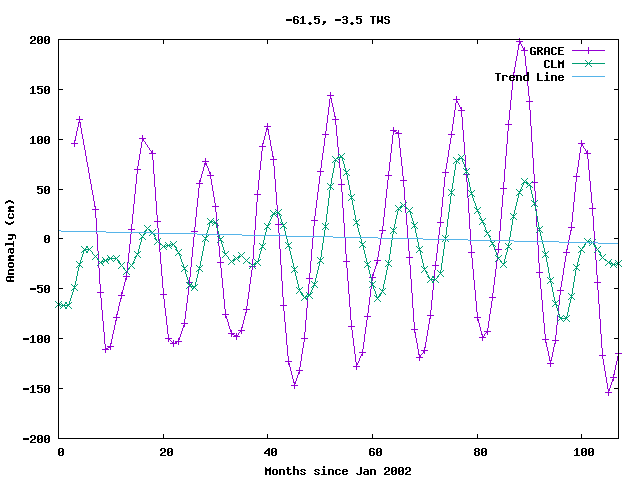 -61.5, -3.5 TWS
200
150
100
50
0
-50
-100
-150
-200
Anomaly (cm)
GRACE
CLM
Trend Line
0 20 40 60 80 100
Months since Jan 2002